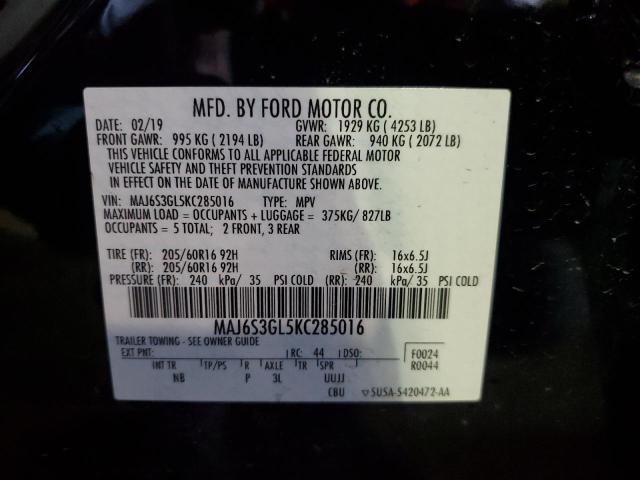 MFD. BY FORD MOTOR CO.
DATE: 02/19 GVWR: 1929 KG ( 4253 LB)
FRONT GAWR: 995 KG ( 2194 LB) REAR GAWR: 940 KG ( 2072 LB)
THIS VEHICLE CONFORMS TO ALL APPLICABLE FEDERAL MOTOR
VEHICLE SAFETY AND THEFT PREVENTION STANDARDS
IN EFFECT ON THE DATE OF MANUFACTURE SHOWN ABOVE.
VIN: MAJ6S3GL5KC285016 TYPE: MPV
MAXIMUM LOAD = OCCUPANTS + LUGGAGE = 375KG/ 827LB
OCCUPANTS = 5 TOTAL; 2 FRONT, 3 REAR
TIRE (FR): 205/60R16 92H RIMS (FR): 16x6.5J
(RR): 205/60R16 92H (RR): 16x6.5J
PRESSURE (FR): 240 kPa/ 35 PSI COLD (RR): 240 kPa/ 35 PSI COLD
MAJ6S3GL5KC285016
TRAILER TOWING - SEE OWNER GUIDE
EXT PNT: RC: 44 DSO: F0024
R0044
INT TR TP/PS R AXLE TR SPR
NB P 3L UUJJ
CBU ▽SUSA-5420472-AA